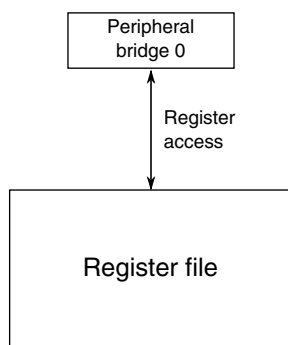 Peripheral
bridge 0
Register
access
Register file